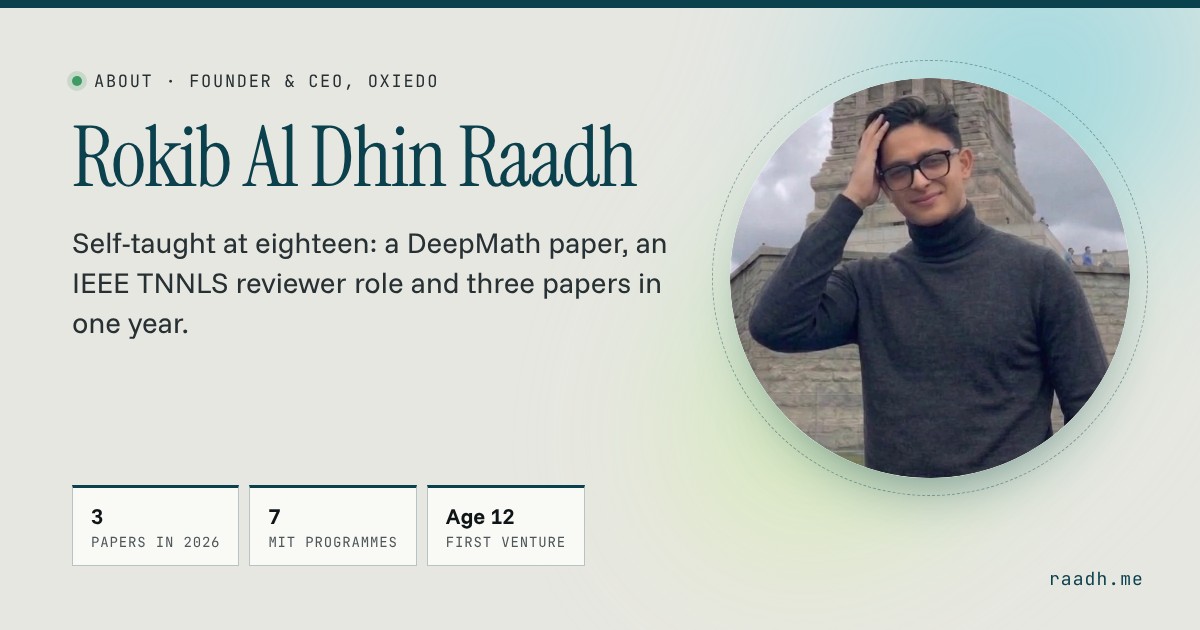 ABOUT · FOUNDER & CEO, OXIEDO
Rokib Al Dhin Raadh
Self-taught at eighteen: a DeepMath paper, an
IEEE TNNLS reviewer role and three papers in
one year.
3
PAPERS IN 2026
7
MIT PROGRAMMES
Age 12
FIRST VENTURE
raadh.me